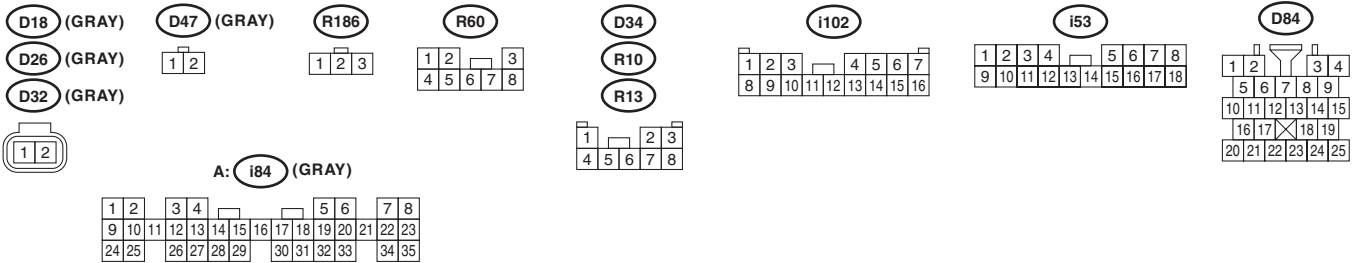 D18 (GRAY)
D26 (GRAY)
D32 (GRAY)
1 2
D47 (GRAY)
1 2
R186
1 2 3
R60
1 2 3
4 5 6 7 8
D34
R10
R13
1 2 3
4 5 6 7 8
i102
1 2 3 4 5 6 7
8 9 10 11 12 13 14 15 16
i53
1 2 3 4 5 6 7 8
9 10 11 12 13 14 15 16 17 18
D84
1 2 3 4
5 6 7 8 9
10 11 12 13 14 15
16 17 18 19
20 21 22 23 24 25
A: i84 (GRAY)
1 2 3 4 5 6 7 8
9 10 11 12 13 14 15 16 17 18 19 20 21 22 23
24 25 26 27 28 29 30 31 32 33 34 35